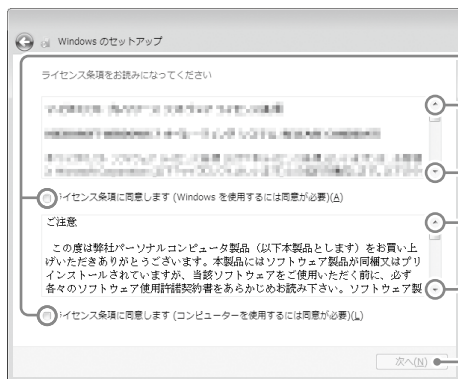 Windows のセットアップ
ライセンス条項をお読みになってください
ライセンス条項に同意します (Windows を使用するには同意が必要)(A)
ご注意
この度は弊社パーソナルコンピュータ製品（以下本製品とします）をお買い上
げいただきありがとうございます。本製品にはソフトウェア製品が同梱又はプリ
インストールされていますが、当該ソフトウェアをご使用いただく前に、必ず
各々のソフトウェア使用許諾契約書をあらかじめお読み下さい。ソフトウェア製
ライセンス条項に同意します (コンピューターを使用するには同意が必要)(L)
次へ(N)